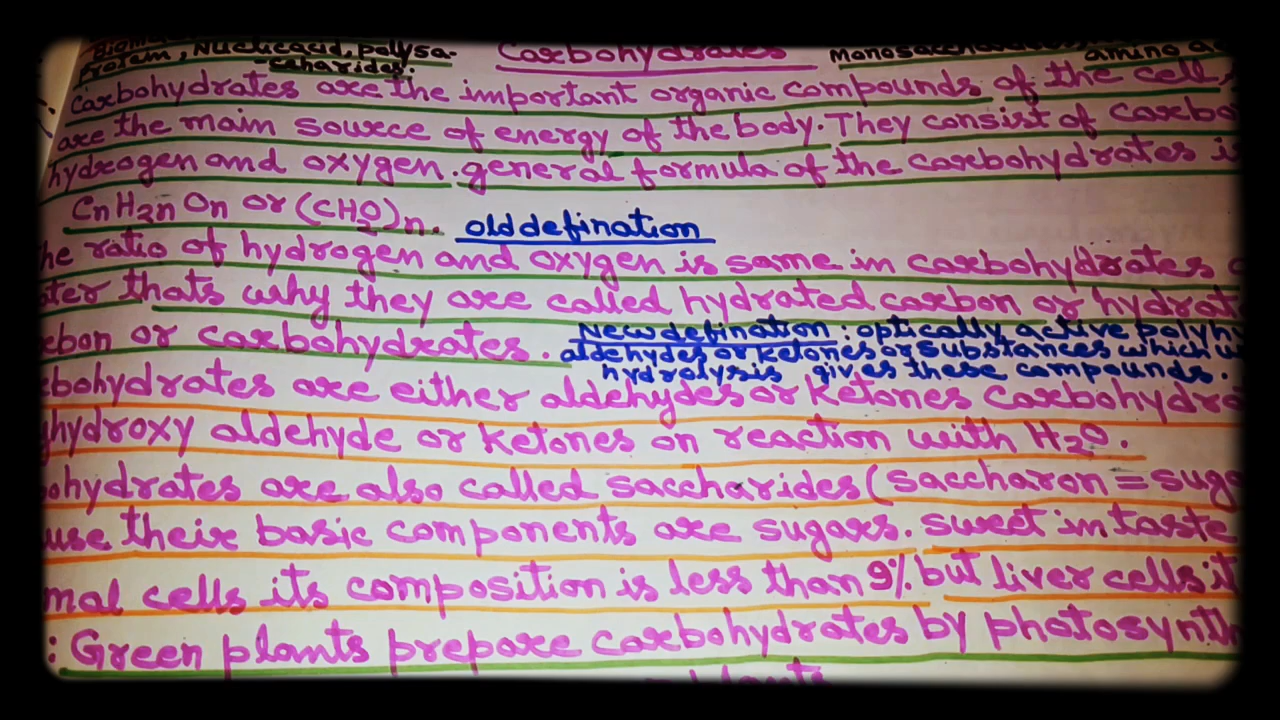 protein, Nucleic acid, polysa-
ccharides.
Carbohydrates
amino a
Carbohydrates are the important organic compounds of the cell,
are the main source of energy of the body. They consist of Carbo
hydrogen and oxygen. general formula of the carbohydrates i
CnH2nOn or (CH2O)n. old defination
he ratio of hydrogen and oxygen is same in carbohydrates
ater thats why they are called hydrated carbon or hydrat
rbon or carbohydrates.
New defination: optically active polyhy
aldehydes or ketones or substances which
hydrolysis gives these compounds.
rbohydrates are either aldehydes or Ketones Carbohydra
yhydroxy aldehyde or Ketones on reaction with H2O.
bohydrates are also called saccharides (saccharon = suga
use their basic components are sugars. sweet in taste
mal cells its composition is less than 9%. but liver cells it
: Green plants prepare carbohydrates by photosynth
plants